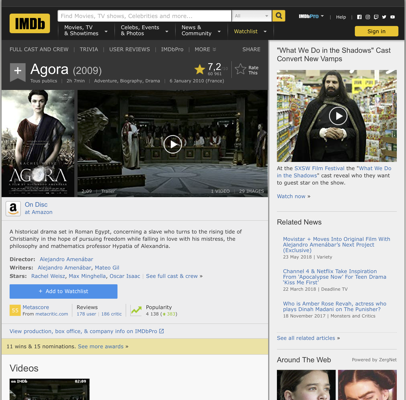 IMDb
Find Movies, TV shows, Celebrities and more...
All
IMDbPro
Help
Movies, TV
& Showtimes
Celebs, Events
& Photos
News &
Community
Watchlist
Sign in
FULL CAST AND CREW
TRIVIA
USER REVIEWS
IMDbPro
MORE
SHARE
Agora (2009)
7,2
Rate
This
Tous publics | 2h 7min | Adventure, Biography, Drama | 6 January 2010 (France)
AGORA
2:09 Trailer
1 VIDEO
On Disc
at Amazon
A historical drama set in Roman Egypt, concerning a slave who turns to the rising tide of
Christianity in the hope of pursuing freedom while falling in love with his mistress, the
philosophy and mathematics professor Hypatia of Alexandria.
Director: Alejandro Amenábar
Writers: Alejandro Amenábar, Mateo Gil
Stars: Rachel Weisz, Max Minghella, Oscar Isaac | See full cast & crew »
+ Add to Watchlist
Metascore
From metacritic.com
Reviews
178 user | 186 critic
Popularity
4 138
View production, box office, & company info on IMDbPro
11 wins & 15 nominations. See more awards »
Videos
"What We Do in the Shadows" Cast
Convert New Vamps
At the SXSW Film Festival the "What We Do
in the Shadows" cast reveal who they want
to guest star on the show.
Watch now »
Related News
Movistar + Moves Into Original Film With
Alejandro Amenábar's Next Project
(Exclusive)
23 May 2018 | Variety
Channel 4 & Netflix Take Inspiration
From 'Apocalypse Now' For Teen Drama
'Kiss Me First'
22 March 2018 | Deadline TV
Who is Amber Rose Revah, actress who
plays Dinah Madani on The Punisher?
18 November 2017 | Monsters and Critics
See all related articles »
Around The Web
Powered by ZergNet